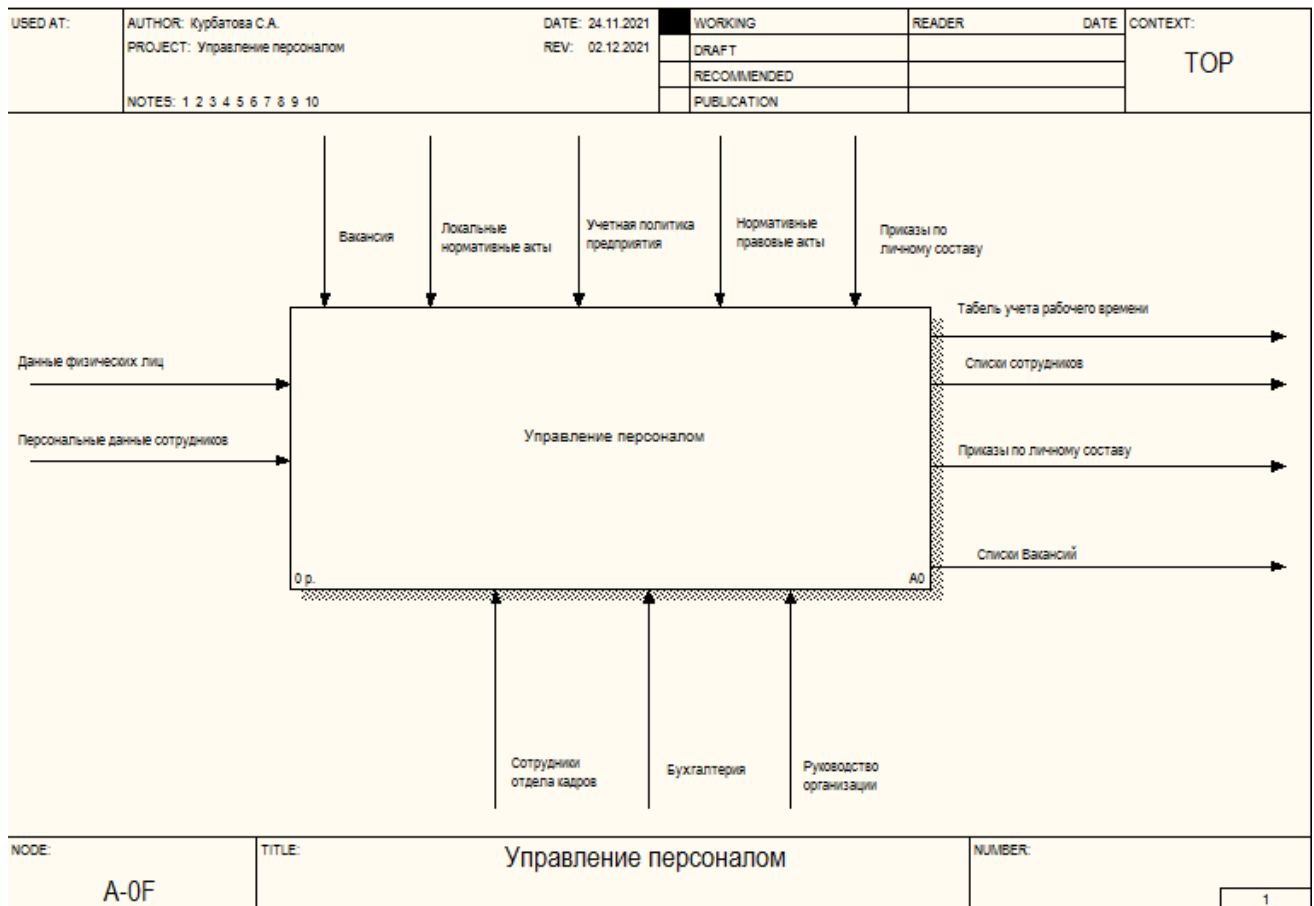 USED AT:
AUTHOR: Курбатова С.А.
DATE: 24.11.2021
PROJECT: Управление персоналом
REV: 02.12.2021
NOTES: 1 2 3 4 5 6 7 8 9 10
WORKING
DRAFT
RECOMMENDED
PUBLICATION
READER
DATE
CONTEXT:
TOP
Вакансия
Локальные
нормативные акты
Учетная политика
предприятия
Нормативные
правовые акты
Приказы по
личному составу
Данные физических лиц
Персональные данные сотрудников
Управление персоналом
0 р.
A0
Табель учета рабочего времени
Списки сотрудников
Приказы по личному составу
Списки Вакансий
Сотрудники
отдела кадров
Бухгалтерия
Руководство
организации
NODE:
A-0F
TITLE:
Управление персоналом
NUMBER:
1